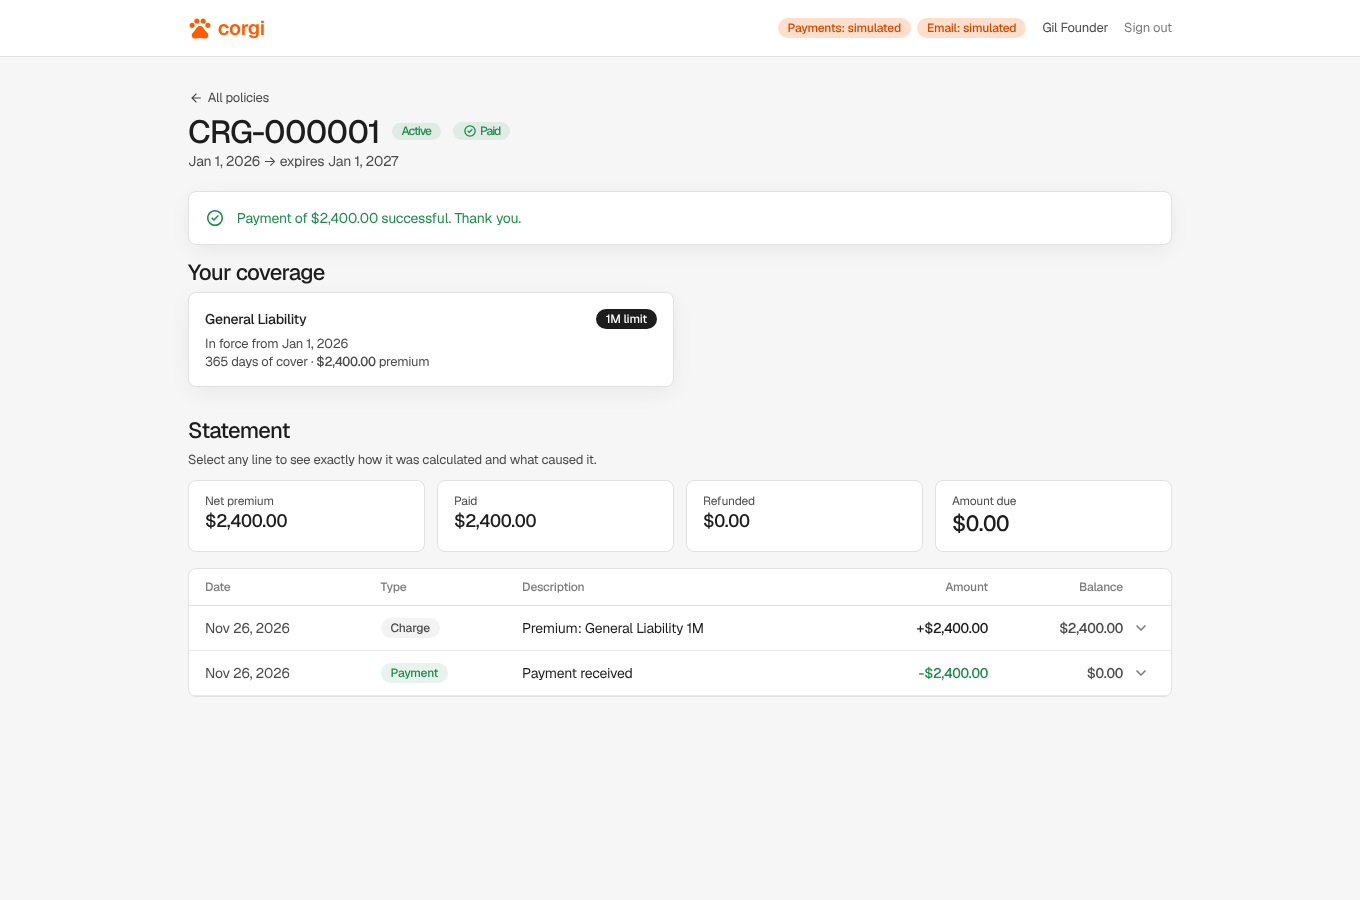 corgi
Payments: simulated Email: simulated Gil Founder Sign out
← All policies
CRG-000001 Active Paid
Jan 1, 2026 → expires Jan 1, 2027
Payment of $2,400.00 successful. Thank you.
Your coverage
General Liability 1M limit
In force from Jan 1, 2026
365 days of cover · $2,400.00 premium
Statement
Select any line to see exactly how it was calculated and what caused it.
Net premium Paid Refunded Amount due
$2,400.00 $2,400.00 $0.00 $0.00
Date Type Description Amount Balance
Nov 26, 2026 Charge Premium: General Liability 1M +$2,400.00 $2,400.00
Nov 26, 2026 Payment Payment received -$2,400.00 $0.00